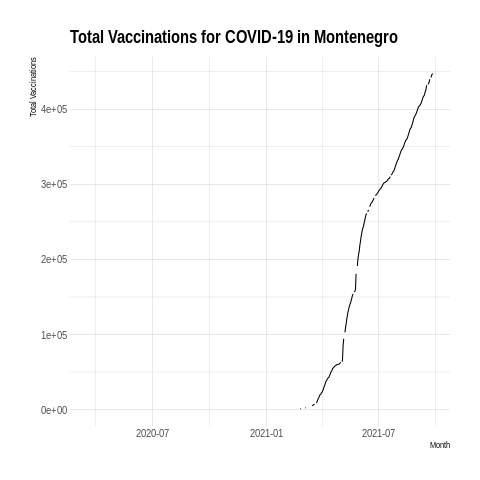 Total Vaccinations for COVID-19 in Montenegro
Total Vaccinations
4e+05
3e+05
2e+05
1e+05
0e+00
2020-07 2021-01 2021-07
Month